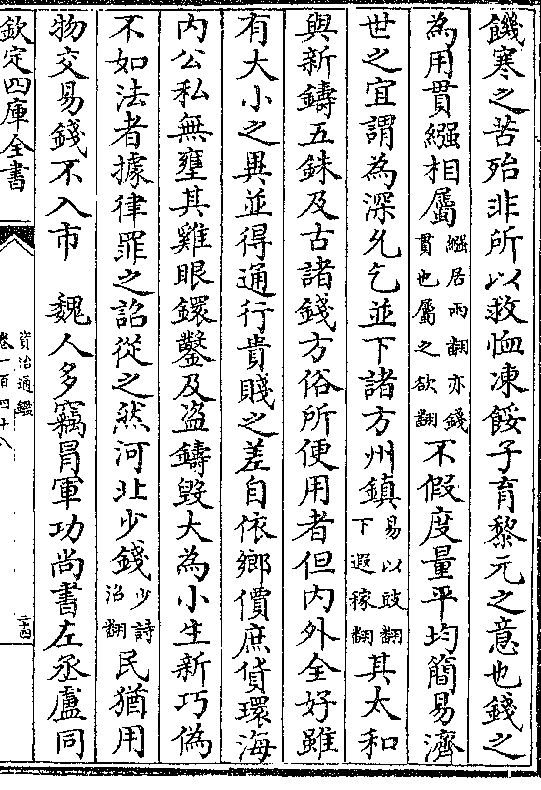 饑寒之苦殆非所以救恤凍餒子育黎元之意也錢之
為用貫繦相屬繦居兩翻亦錢貫也屬之欲翻不假度量平均簡易濟易以豉翻下遐稼翻
世之宜謂為深允乞並下諸方州鎮其太和
與新鑄五銖及古諸錢方俗所便用者但内外全好雖
有大小之異並得通行貴賤之差自依鄉價庶貨環海
内公私無壅其雞眼鐶鑿及盗鑄毁大為小生新巧偽
不如法者據律罪之詔從之然河北少錢少詩沼翻民猶用
物交易錢不入市　魏人多竊冒軍功尚書左丞盧同
欽定四庫全書
資治通鑑
卷一百四十八
三十四